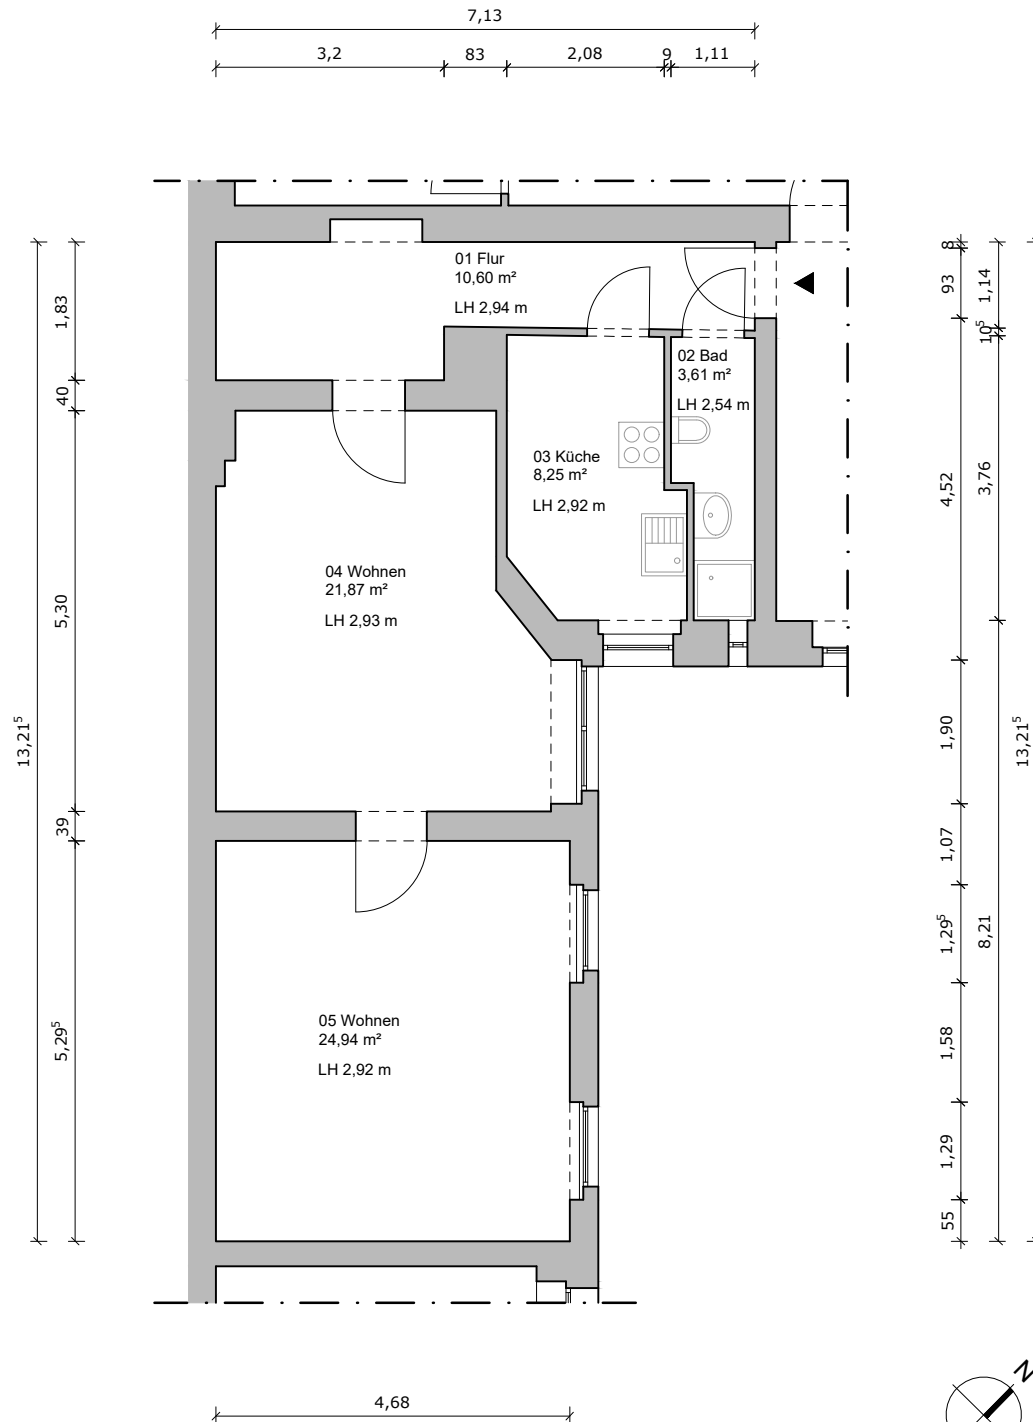 7,13
3,2
83
2,08
9
1,11
01 Flur
10,60 m²
LH 2,94 m
02 Bad
3,61 m²
LH 2,54 m
03 Küche
8,25 m²
LH 2,92 m
04 Wohnen
21,87 m²
LH 2,93 m
05 Wohnen
24,94 m²
LH 2,92 m
13,21⁵
1,83
40
5,30
39
5,29⁵
8
93
4,52
1,90
1,07
1,29⁵
1,58
1,29
55
1,14
10⁵
3,76
8,21
13,21⁵
4,68
N